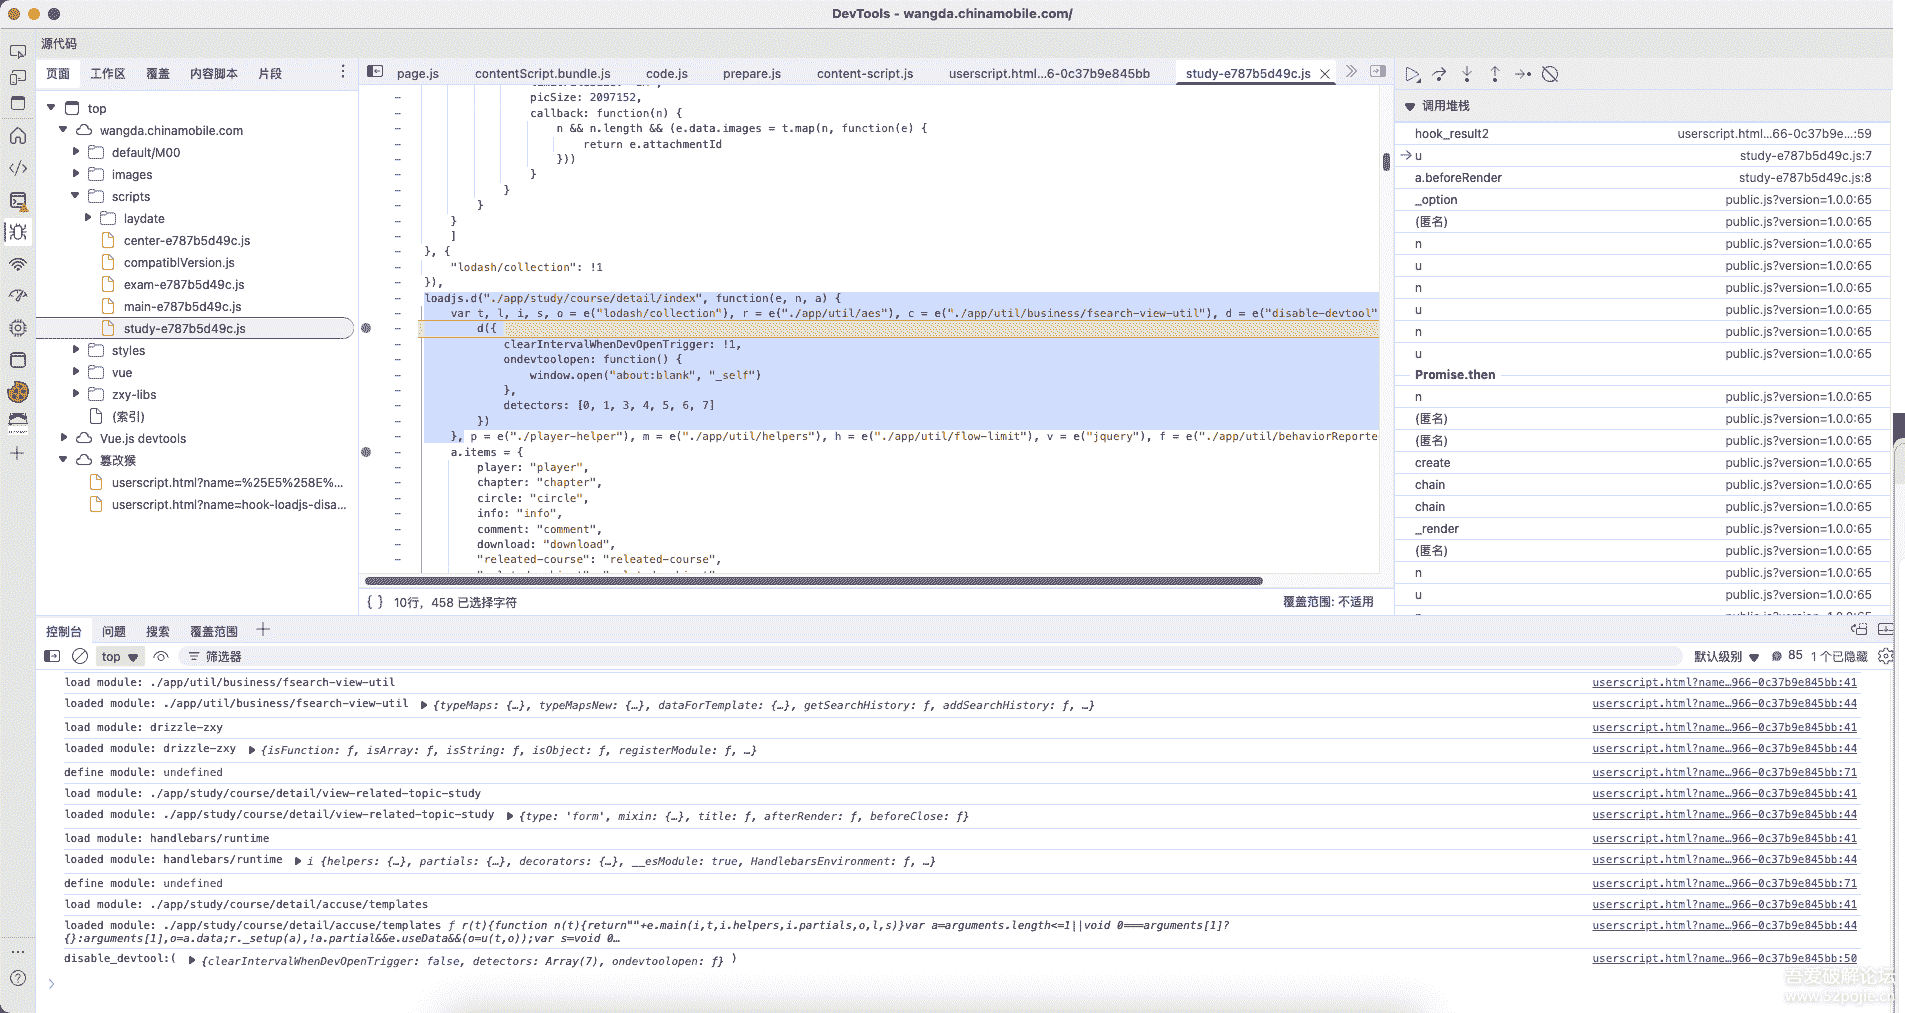 DevTools - wangda.chinamobile.com/
源代码
页面 工作区 覆盖 内容脚本 片段
page.js contentScript.bundle.js code.js prepare.js content-script.js userscript.html...6-0c37b9e845bb study-e787b5d49c.js
top
wangda.chinamobile.com
default/M00
images
scripts
laydate
center-e787b5d49c.js
compatiblVersion.js
exam-e787b5d49c.js
main-e787b5d49c.js
study-e787b5d49c.js
styles
vue
zxy-libs
(索引)
Vue.js devtools
篡改猴
userscript.html?name=%25E5%258E%...
userscript.html?name=hook-loadjs-disa...
picSize: 2097152,
callback: function(n) {
n && n.length && (e.data.images = t.map(n, function(e) {
return e.attachmentId
}))
}
}
}
}
]
}, {
"lodash/collection": !1
}),
loadjs.d("./app/study/course/detail/index", function(e, n, a) {
var t, l, i, s, o = e("lodash/collection"), r = e("./app/util/aes"), c = e("./app/util/business/fsearch-view-util"), d = e("disable-devtool"
d({
clearIntervalWhenDevOpenTrigger: !1,
ondevtoolopen: function() {
window.open("about:blank", "_self")
},
detectors: [0, 1, 3, 4, 5, 6, 7]
})
}, p = e("./player-helper"), m = e("./app/util/helpers"), h = e("./app/util/flow-limit"), v = e("jquery"), f = e("./app/util/behaviorReporte
a.items = {
player: "player",
chapter: "chapter",
circle: "circle",
info: "info",
comment: "comment",
download: "download",
"releated-course": "releated-course",
{ } 10行，458 已选择字符 覆盖范围: 不适用
调用堆栈
hook_result2 userscript.html...66-0c37b9e...:59
u study-e787b5d49c.js:7
a.beforeRender study-e787b5d49c.js:8
_option public.js?version=1.0.0:65
(匿名) public.js?version=1.0.0:65
n public.js?version=1.0.0:65
u public.js?version=1.0.0:65
n public.js?version=1.0.0:65
u public.js?version=1.0.0:65
n public.js?version=1.0.0:65
u public.js?version=1.0.0:65
Promise.then
n public.js?version=1.0.0:65
(匿名) public.js?version=1.0.0:65
(匿名) public.js?version=1.0.0:65
create public.js?version=1.0.0:65
chain public.js?version=1.0.0:65
chain public.js?version=1.0.0:65
_render public.js?version=1.0.0:65
(匿名) public.js?version=1.0.0:65
n public.js?version=1.0.0:65
u public.js?version=1.0.0:65
控制台 问题 搜索 覆盖范围
top 筛选器 默认级别 85 1 个已隐藏
load module: ./app/util/business/fsearch-view-util userscript.html?name…966-0c37b9e845bb:41
loaded module: ./app/util/business/fsearch-view-util {typeMaps: {…}, typeMapsNew: {…}, dataForTemplate: {…}, getSearchHistory: ƒ, addSearchHistory: ƒ, …} userscript.html?name…966-0c37b9e845bb:44
load module: drizzle-zxy userscript.html?name…966-0c37b9e845bb:41
loaded module: drizzle-zxy {isFunction: ƒ, isArray: ƒ, isString: ƒ, isObject: ƒ, registerModule: ƒ, …} userscript.html?name…966-0c37b9e845bb:44
define module: undefined userscript.html?name…966-0c37b9e845bb:71
load module: ./app/study/course/detail/view-related-topic-study userscript.html?name…966-0c37b9e845bb:41
loaded module: ./app/study/course/detail/view-related-topic-study {type: 'form', mixin: {…}, title: ƒ, afterRender: ƒ, beforeClose: ƒ} userscript.html?name…966-0c37b9e845bb:44
load module: handlebars/runtime userscript.html?name…966-0c37b9e845bb:41
loaded module: handlebars/runtime i {helpers: {…}, partials: {…}, decorators: {…}, __esModule: true, HandlebarsEnvironment: ƒ, …} userscript.html?name…966-0c37b9e845bb:44
define module: undefined userscript.html?name…966-0c37b9e845bb:71
load module: ./app/study/course/detail/accuse/templates userscript.html?name…966-0c37b9e845bb:41
loaded module: ./app/study/course/detail/accuse/templates ƒ r(t){function n(t){return""+e.main(i,t,i.helpers,i.partials,o,l,s)}var a=arguments.length<=1||void 0===arguments[1]? userscript.html?name…966-0c37b9e845bb:44
{}:arguments[1],o=a.data;r._setup(a),!a.partial&&e.useData&&(o=u(t,o));var s=void 0…
disable_devtool:( {clearIntervalWhenDevOpenTrigger: false, detectors: Array(7), ondevtoolopen: ƒ} ) userscript.html?name…966-0c37b9e845bb:50
吾爱破解论坛
www.52pojie.cn